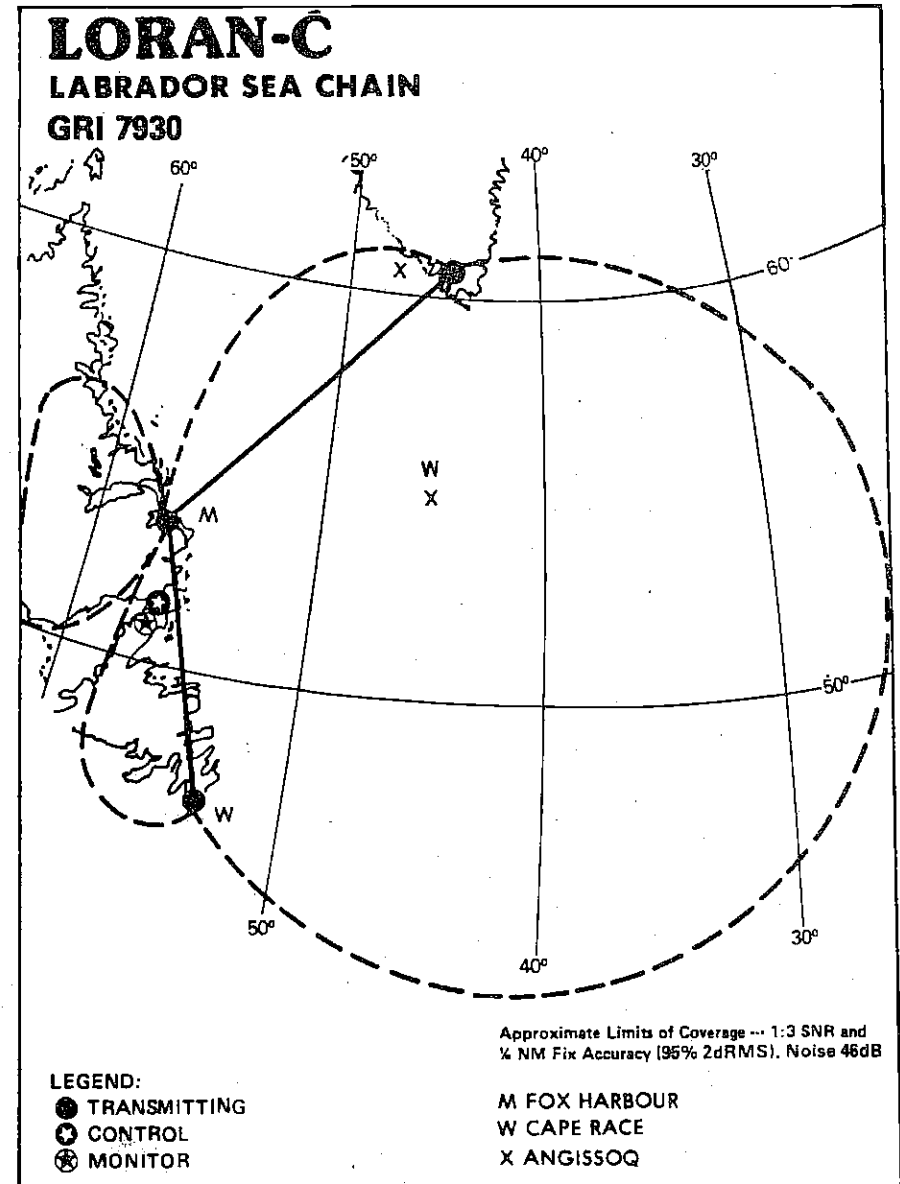 LORAN-C
LABRADOR SEA CHAIN
GRI 7930
60° 50° 40° 30°
60°
X
W
X
M
50°
W
50° 40° 30°
Approximate Limits of Coverage -- 1:3 SNR and
¼ NM Fix Accuracy (95% 2dRMS), Noise 46dB
LEGEND:
TRANSMITTING
CONTROL
MONITOR
M FOX HARBOUR
W CAPE RACE
X ANGISSOQ